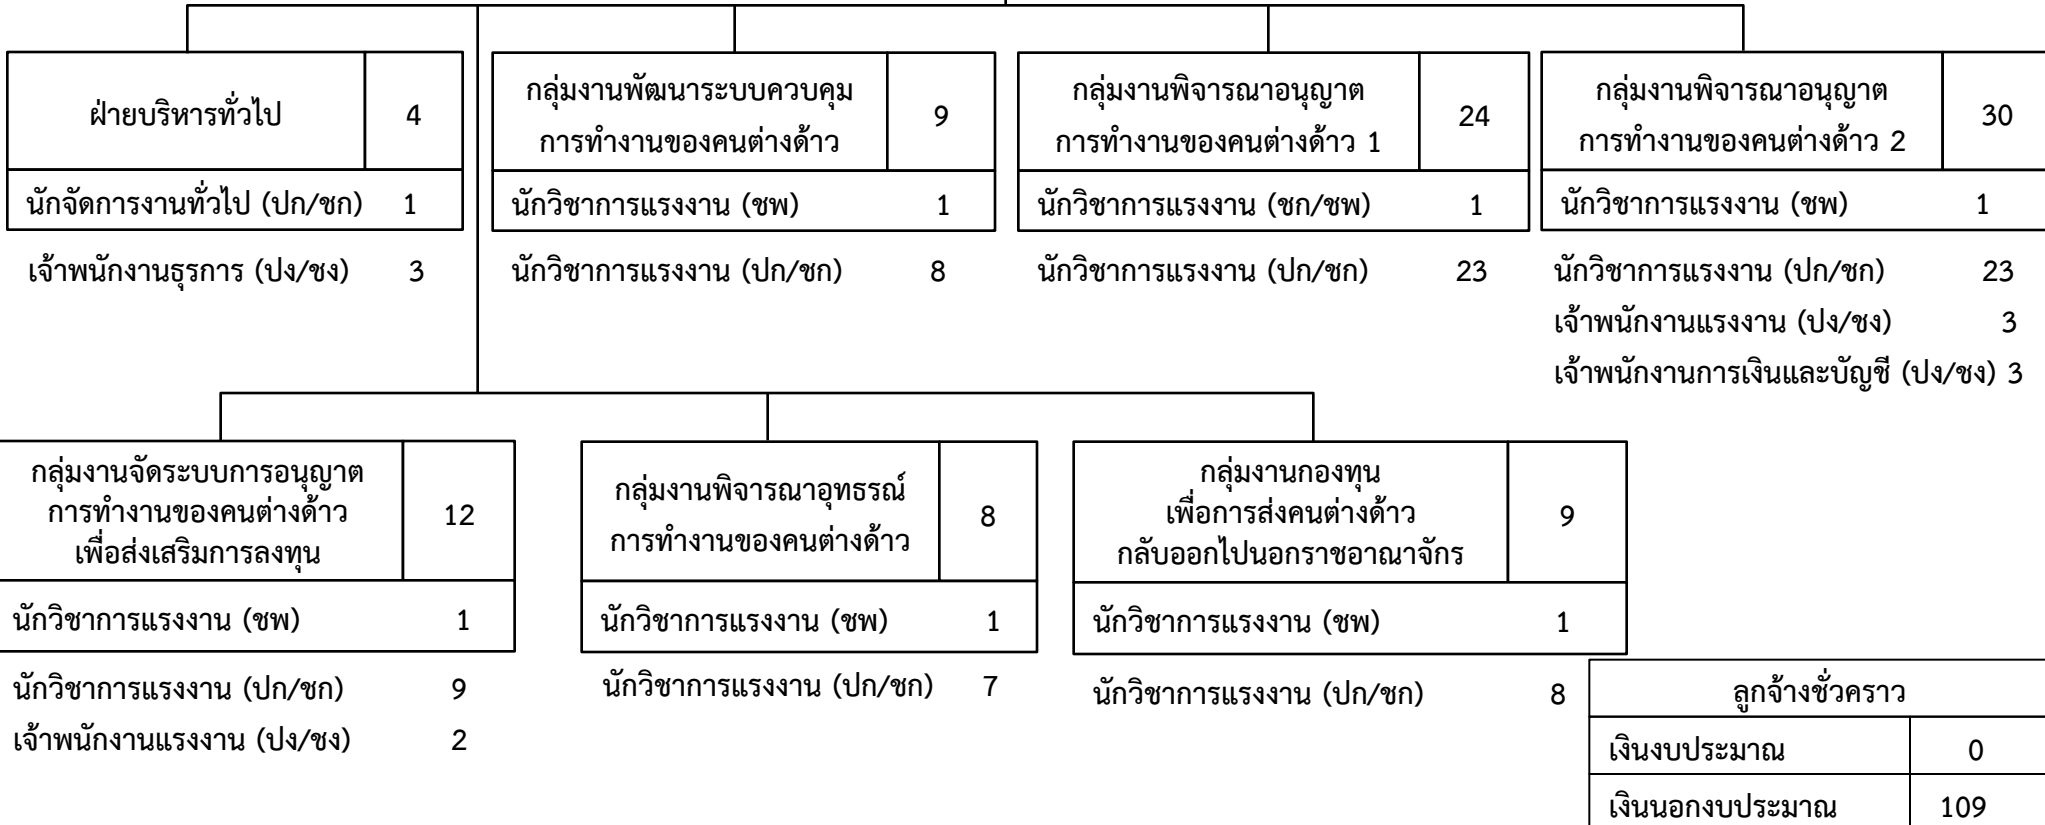 ฝ่ายบริหารทั่วไป 4
นักจัดการงานทั่วไป (ปก/ชก) 1
เจ้าพนักงานธุรการ (ปง/ชง) 3
กลุ่มงานพัฒนาระบบควบคุม
การทำงานของคนต่างด้าว 9
นักวิชาการแรงงาน (ชพ) 1
นักวิชาการแรงงาน (ปก/ชก) 8
กลุ่มงานพิจารณาอนุญาต
การทำงานของคนต่างด้าว 1 24
นักวิชาการแรงงาน (ชก/ชพ) 1
นักวิชาการแรงงาน (ปก/ชก) 23
กลุ่มงานพิจารณาอนุญาต
การทำงานของคนต่างด้าว 2 30
นักวิชาการแรงงาน (ชพ) 1
นักวิชาการแรงงาน (ปก/ชก) 23
เจ้าพนักงานแรงงาน (ปง/ชง) 3
เจ้าพนักงานการเงินและบัญชี (ปง/ชง) 3
กลุ่มงานจัดระบบการอนุญาต
การทำงานของคนต่างด้าว 12
เพื่อส่งเสริมการลงทุน
นักวิชาการแรงงาน (ชพ) 1
นักวิชาการแรงงาน (ปก/ชก) 9
เจ้าพนักงานแรงงาน (ปง/ชง) 2
กลุ่มงานพิจารณาอุทธรณ์
การทำงานของคนต่างด้าว 8
นักวิชาการแรงงาน (ชพ) 1
นักวิชาการแรงงาน (ปก/ชก) 7
กลุ่มงานกองทุน
เพื่อการส่งคนต่างด้าว 9
กลับออกไปนอกราชอาณาจักร
นักวิชาการแรงงาน (ชพ) 1
นักวิชาการแรงงาน (ปก/ชก) 8
ลูกจ้างชั่วคราว
เงินงบประมาณ 0
เงินนอกงบประมาณ 109